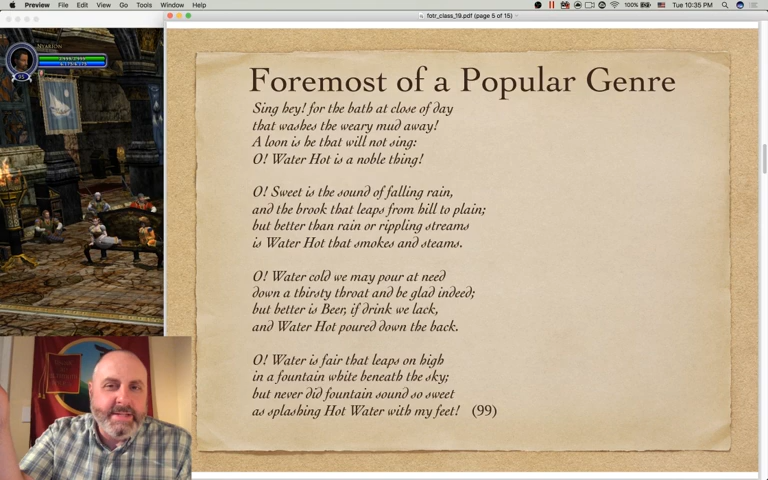 Preview File Edit View Go Tools Window Help
100% Tue 10:35 PM
fotr_class_19.pdf (page 5 of 15)
Foremost of a Popular Genre
Sing hey! for the bath at close of day
that washes the weary mud away!
A loon is he that will not sing:
O! Water Hot is a noble thing!
O! Sweet is the sound of falling rain,
and the brook that leaps from hill to plain;
but better than rain or rippling streams
is Water Hot that smokes and steams.
O! Water cold we may pour at need
down a thirsty throat and be glad indeed;
but better is Beer, if drink we lack,
and Water Hot poured down the back.
O! Water is fair that leaps on high
in a fountain white beneath the sky;
but never did fountain sound so sweet
as splashing Hot Water with my feet! (99)